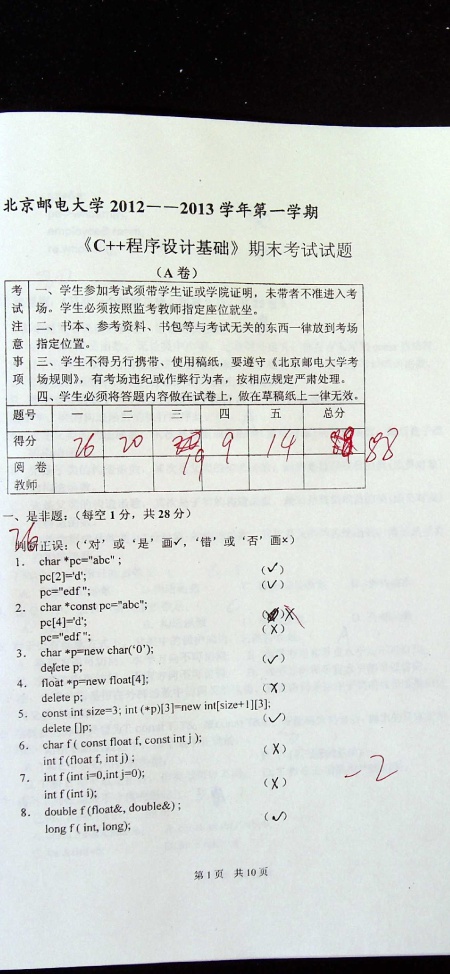 北京邮电大学 2012——2013 学年第一学期
《C++程序设计基础》期末考试试题
（A 卷）
考试注意事项
一、学生参加考试须带学生证或学院证明，未带者不准进入考
场。学生必须按照监考教师指定座位就坐。
二、书本、参考资料、书包等与考试无关的东西一律放到考场
指定位置。
三、学生不得另行携带、使用稿纸，要遵守《北京邮电大学考
场规则》，有考场违纪或作弊行为者，按相应规定严肃处理。
四、学生必须将答题内容做在试卷上，做在草稿纸上一律无效。
题号 一 二 三 四 五 总分
得分 26 20 19 9 14 88
阅 卷
教师
一、是非题：（每空 1 分，共 28 分）
26
判断正误：（‘对’或‘是’画✓，‘错’或‘否’画×）
1. char *pc="abc" ;
pc[2]='d'; (✓)
pc="edf "; (✓)
2. char *const pc="abc";
pc[4]='d'; ( )X
pc="edf "; (X)
3. char *p=new char('0');
delete p; (✓)
4. float *p=new float[4];
delete p; (X)
5. const int size=3; int (*p)[3]=new int[size+1][3];
delete []p; (✓)
6. char f ( const float f, const int j );
int f (float f, int j) ; (X)
7. int f (int i=0,int j=0);
int f (int i); (X)
-2
8. double f (float&, double&) ;
long f ( int, long); (✓)
第 1 页 共 10 页